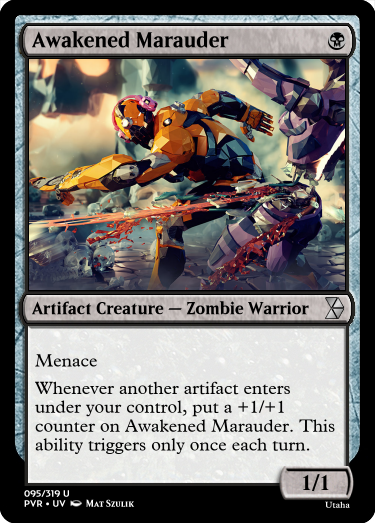 Awakened Marauder
Artifact Creature — Zombie Warrior
Menace
Whenever another artifact enters
under your control, put a +1/+1
counter on Awakened Marauder. This
ability triggers only once each turn.
1/1
095/319 U
PVR • UV Mat Szulik
Utaha